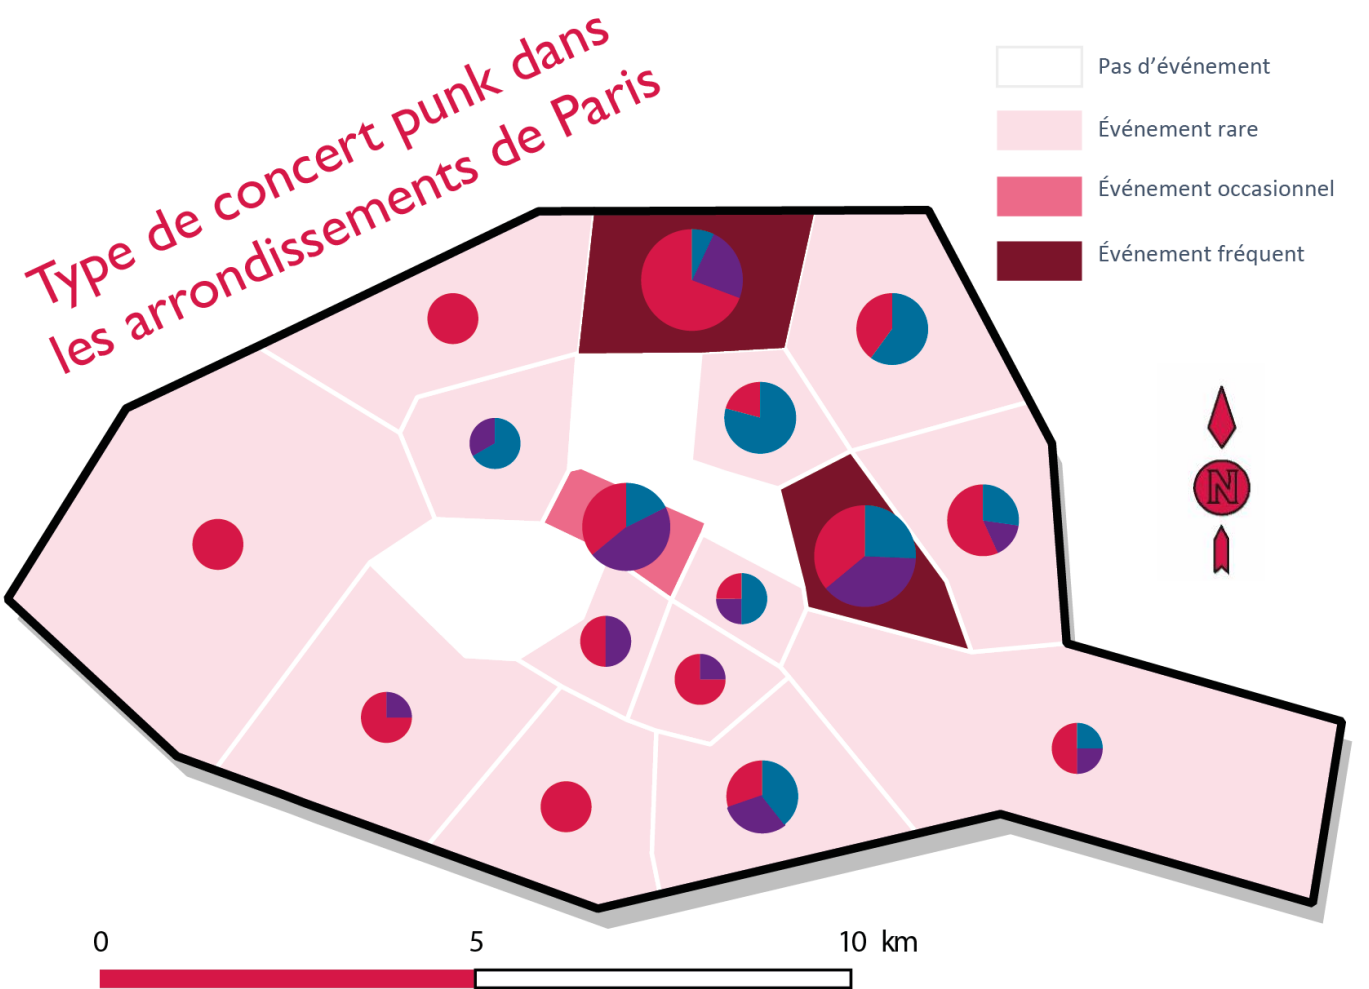 Type de concert punk dans
les arrondissements de Paris
Pas d’événement
Événement rare
Événement occasionnel
Événement fréquent
N
0 5 10 km